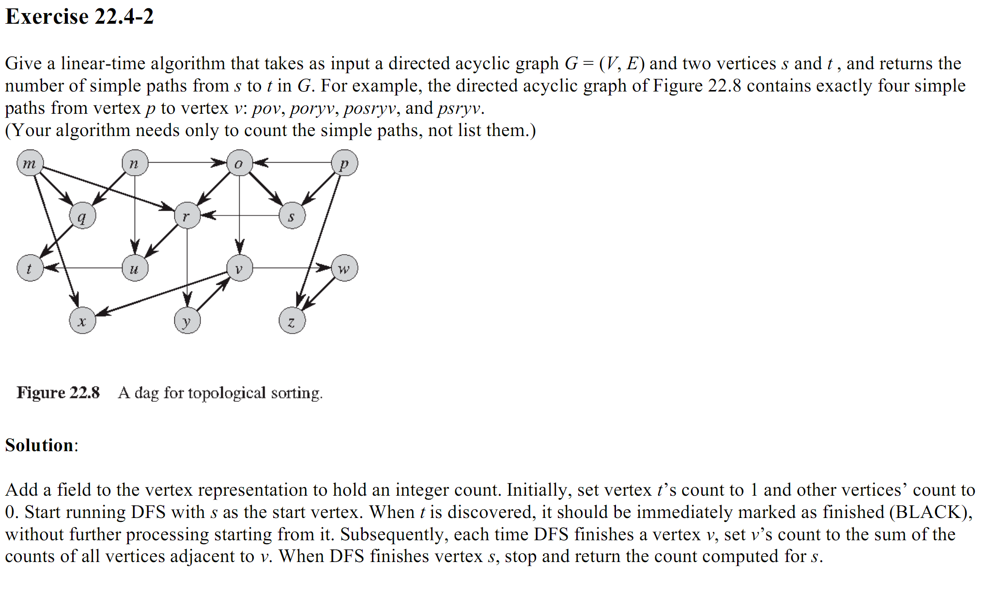 Exercise 22.4-2
Give a linear-time algorithm that takes as input a directed acyclic graph G = (V, E) and two vertices s and t , and returns the
number of simple paths from s to t in G. For example, the directed acyclic graph of Figure 22.8 contains exactly four simple
paths from vertex p to vertex v: pov, poryv, posryv, and psryv.
(Your algorithm needs only to count the simple paths, not list them.)
m n o p
q r s
t u v w
x y z
Figure 22.8 A dag for topological sorting.
Solution:
Add a field to the vertex representation to hold an integer count. Initially, set vertex t’s count to 1 and other vertices’ count to
0. Start running DFS with s as the start vertex. When t is discovered, it should be immediately marked as finished (BLACK),
without further processing starting from it. Subsequently, each time DFS finishes a vertex v, set v’s count to the sum of the
counts of all vertices adjacent to v. When DFS finishes vertex s, stop and return the count computed for s.